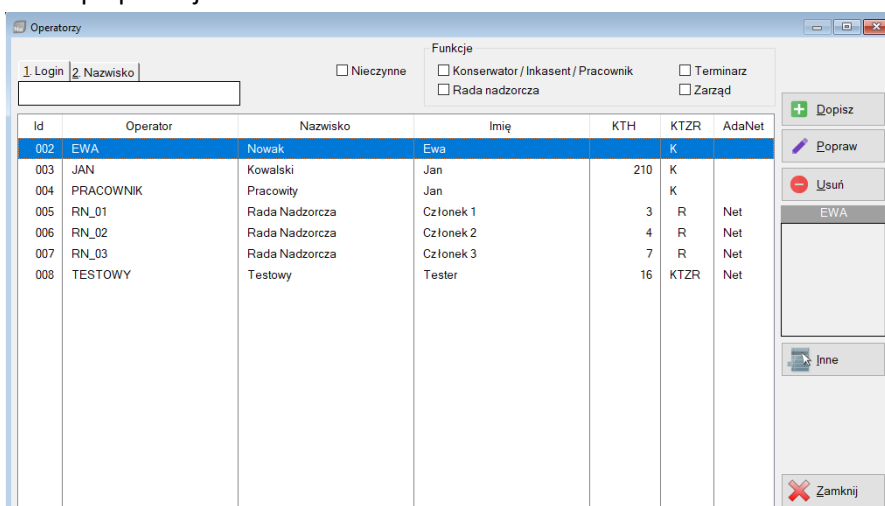 Operatorzy
1. Login 2. Nazwisko
Nieczynne
Funkcje
Konserwator / Inkasent / Pracownik
Terminarz
Rada nadzorcza
Zarząd
Id Operator Nazwisko Imię KTH KTZR AdaNet
002 EWA Nowak Ewa K
003 JAN Kowalski Jan 210 K
004 PRACOWNIK Pracowity Jan K
005 RN_01 Rada Nadzorcza Członek 1 3 R Net
006 RN_02 Rada Nadzorcza Członek 2 4 R Net
007 RN_03 Rada Nadzorcza Członek 3 7 R Net
008 TESTOWY Testowy Tester 16 KTZR Net
Dopisz
Popraw
Usuń
EWA
Inne
Zamknij